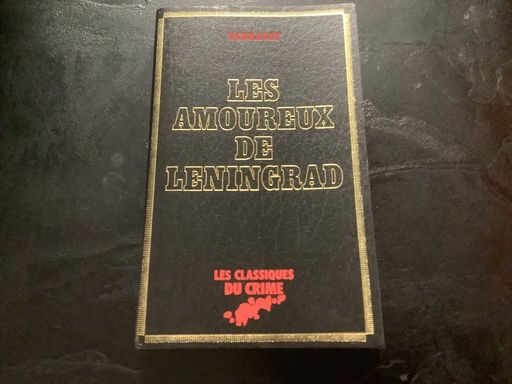 LES
AMOUREUX
DE
LENINGRAD
LES CLASSIQUES
DU CRIME